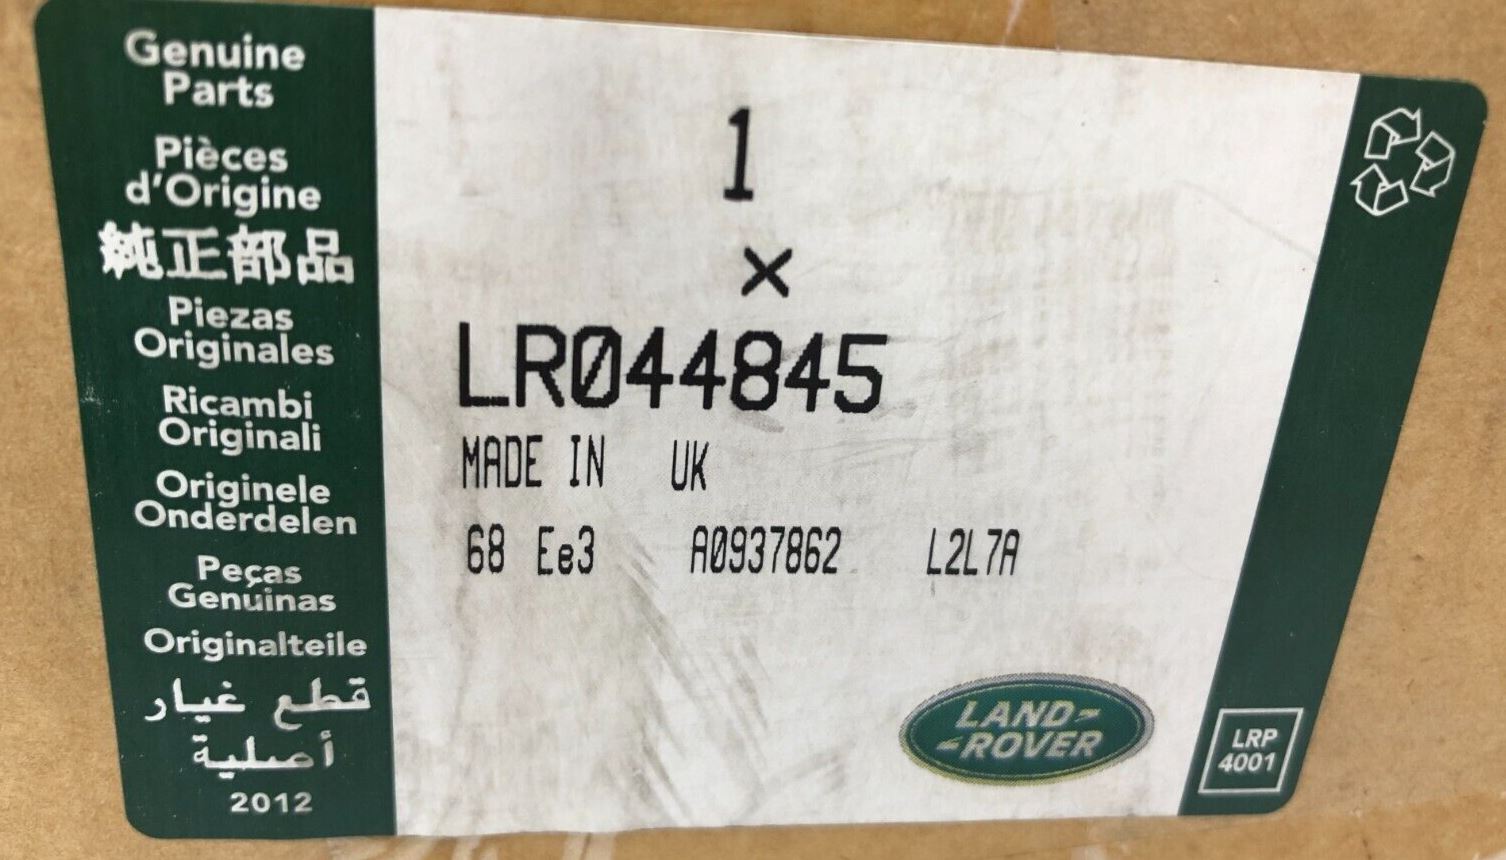 Genuine
Parts
Pièces
d'Origine
純正部品
Piezas
Originales
Ricambi
Originali
Originele
Onderdelen
Peças
Genuinas
Originalteile
قطع غيار
أصلية
2012
1
×
LR044845
MADE IN UK
68 Ee3 A0937862 L2L7A
LAND-
-ROVER
LRP
4001